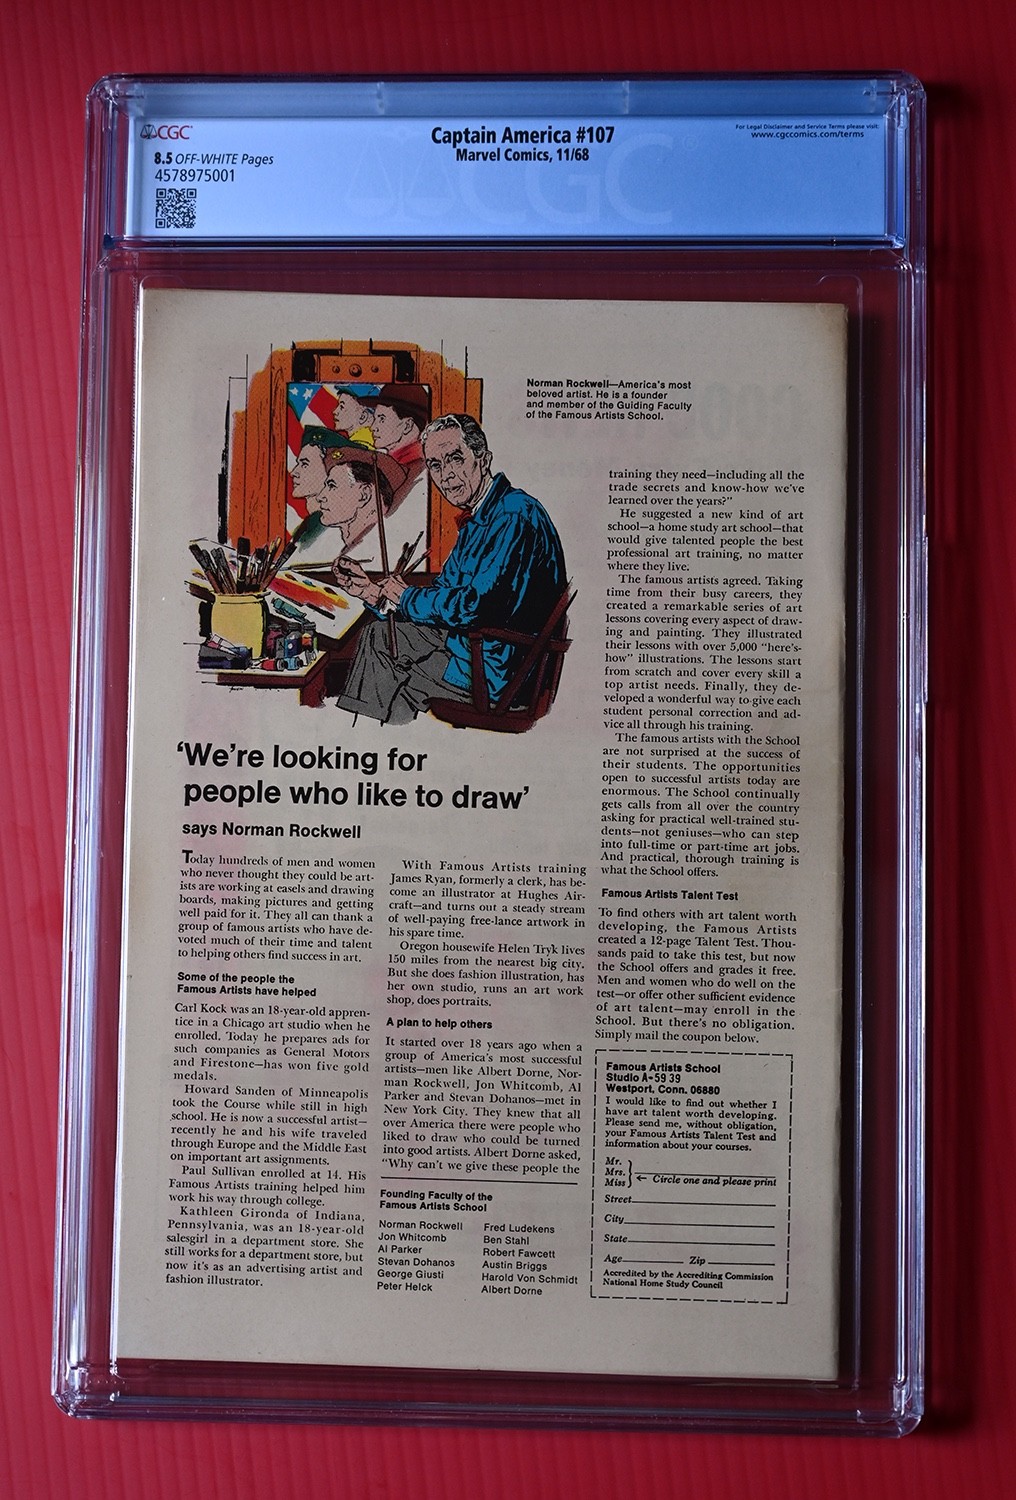 CGC
8.5 OFF-WHITE Pages
4578975001
Captain America #107
Marvel Comics, 11/68
For Legal Disclaimer and Service Terms please visit:
www.cgccomics.com/terms
CGC
Norman Rockwell—America's most
beloved artist. He is a founder
and member of the Guiding Faculty
of the Famous Artists School.
'We're looking for
people who like to draw'
says Norman Rockwell
Today hundreds of men and women
who never thought they could be art-
ists are working at easels and drawing
boards, making pictures and getting
well paid for it. They all can thank a
group of famous artists who have de-
voted much of their time and talent
to helping others find success in art.
Some of the people the
Famous Artists have helped
Carl Kock was an 18-year-old appren-
tice in a Chicago art studio when he
enrolled. Today he prepares ads for
such companies as General Motors
and Firestone—has won five gold
medals.
Howard Sanden of Minneapolis
took the Course while still in high
school. He is now a successful artist—
recently he and his wife traveled
through Europe and the Middle East
on important art assignments.
Paul Sullivan enrolled at 14. His
Famous Artists training helped him
work his way through college.
Kathleen Gironda of Indiana,
Pennsylvania, was an 18-year-old
salesgirl in a department store. She
still works for a department store, but
now it's as an advertising artist and
fashion illustrator.
With Famous Artists training
James Ryan, formerly a clerk, has be-
come an illustrator at Hughes Air-
craft—and turns out a steady stream
of well-paying free-lance artwork in
his spare time.
Oregon housewife Helen Tryk lives
150 miles from the nearest big city.
But she does fashion illustration, has
her own studio, runs an art work
shop, does portraits.
A plan to help others
It started over 18 years ago when a
group of America's most successful
artists—men like Albert Dorne, Nor-
man Rockwell, Jon Whitcomb, Al
Parker and Stevan Dohanos—met in
New York City. They knew that all
over America there were people who
liked to draw who could be turned
into good artists. Albert Dorne asked,
"Why can't we give these people the
Founding Faculty of the
Famous Artists School
Norman Rockwell
Jon Whitcomb
Al Parker
Stevan Dohanos
George Giusti
Peter Helck
Fred Ludekens
Ben Stahl
Robert Fawcett
Austin Briggs
Harold Von Schmidt
Albert Dorne
training they need—including all the
trade secrets and know-how we've
learned over the years?"
He suggested a new kind of art
school—a home study art school—that
would give talented people the best
professional art training, no matter
where they live.
The famous artists agreed. Taking
time from their busy careers, they
created a remarkable series of art
lessons covering every aspect of draw-
ing and painting. They illustrated
their lessons with over 5,000 "here's-
how" illustrations. The lessons start
from scratch and cover every skill a
top artist needs. Finally, they de-
veloped a wonderful way to give each
student personal correction and ad-
vice all through his training.
The famous artists with the School
are not surprised at the success of
their students. The opportunities
open to successful artists today are
enormous. The School continually
gets calls from all over the country
asking for practical well-trained stu-
dents—not geniuses—who can step
into full-time or part-time art jobs.
And practical, thorough training is
what the School offers.
Famous Artists Talent Test
To find others with art talent worth
developing, the Famous Artists
created a 12-page Talent Test. Thou-
sands paid to take this test, but now
the School offers and grades it free.
Men and women who do well on the
test—or offer other sufficient evidence
of art talent—may enroll in the
School. But there's no obligation.
Simply mail the coupon below.
Famous Artists School
Studio A-5939
Westport, Conn. 06880
I would like to find out whether I
have art talent worth developing.
Please send me, without obligation,
your Famous Artists Talent Test and
information about your courses.
Mr.
Mrs.
Miss
Circle one and please print
Street
City
State
Age Zip
Accredited by the Accrediting Commission
National Home Study Council